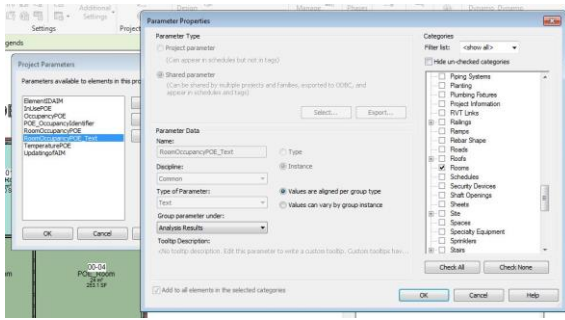 Additional
Settings
Design
Manage
Phases
Dynamo Dynamo
Settings
Project
gends
Project Parameters
Parameters available to elements in this pro
ElementIDAIM
InUsePOE
OccupancyPOE
POE_OccupancyIdentifier
RoomOccupancyPOE
RoomOccupancyPOE_Text
TemperaturePOE
UpdatingofAIM
OK
Cancel
00-04
POE_Room
Parameter Properties
Parameter Type
Project parameter
(Can appear in schedules but not in tags)
Shared parameter
(Can be shared by multiple projects and families, exported to ODBC, and
appear in schedules and tags)
Select...
Export...
Parameter Data
Name:
RoomOccupancyPOE_Text
Type
Discipline:
Instance
Common
Type of Parameter:
Values are aligned per group type
Text
Values can vary by group instance
Group parameter under:
Analysis Results
Tooltip Description:
<No tooltip description. Edit this parameter to write a custom tooltip. Custom tooltips hav...
Add to all elements in the selected categories
Categories
Filter list:
<show all>
Hide un-checked categories
Piping Systems
Planting
Plumbing Fixtures
Project Information
RVT Links
Railings
Ramps
Rebar Shape
Roads
Roofs
Rooms
Schedules
Security Devices
Shaft Openings
Sheets
Site
Spaces
Specialty Equipment
Sprinklers
Stairs
Check All
Check None
OK
Cancel
Help